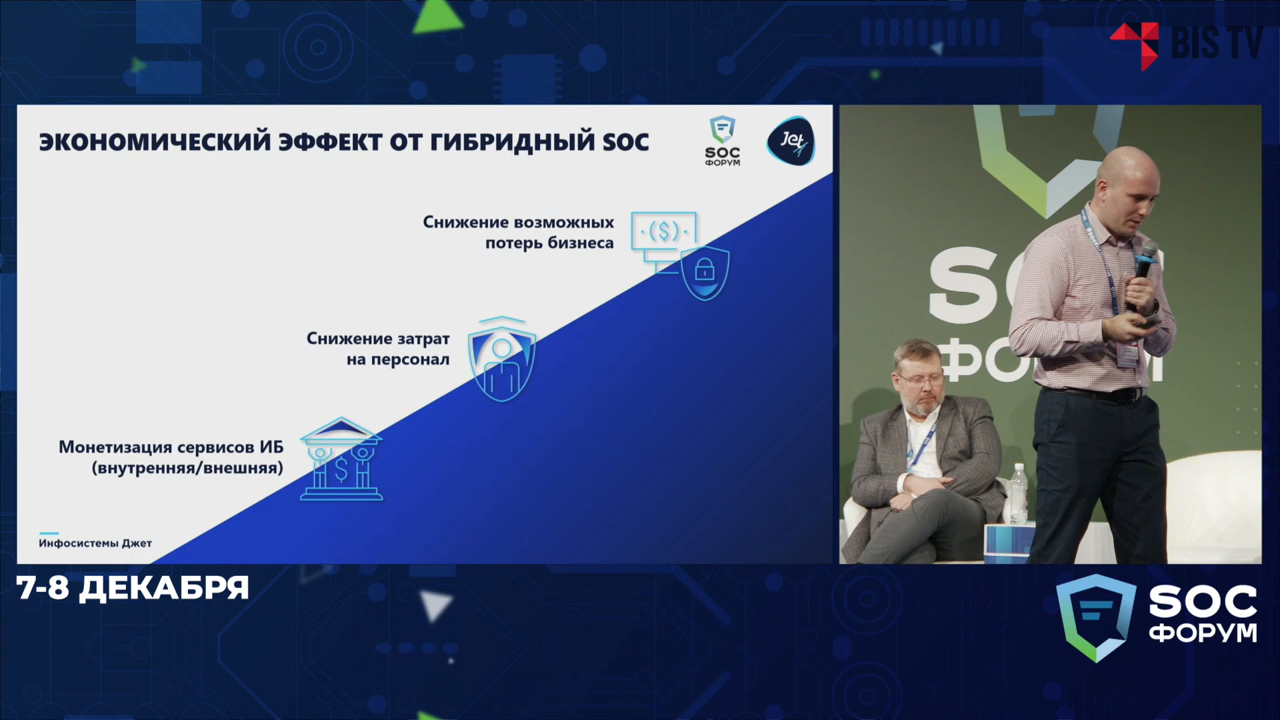 BIS TV
ЭКОНОМИЧЕСКИЙ ЭФФЕКТ ОТ ГИБРИДНЫЙ SOC
SOC
ФОРУМ
Jet
Снижение возможных
потерь бизнеса
($)
Снижение затрат
на персонал
Монетизация сервисов ИБ
(внутренняя/внешняя)
$
Инфосистемы Джет
7-8 ДЕКАБРЯ
SOC
ФОРУМ